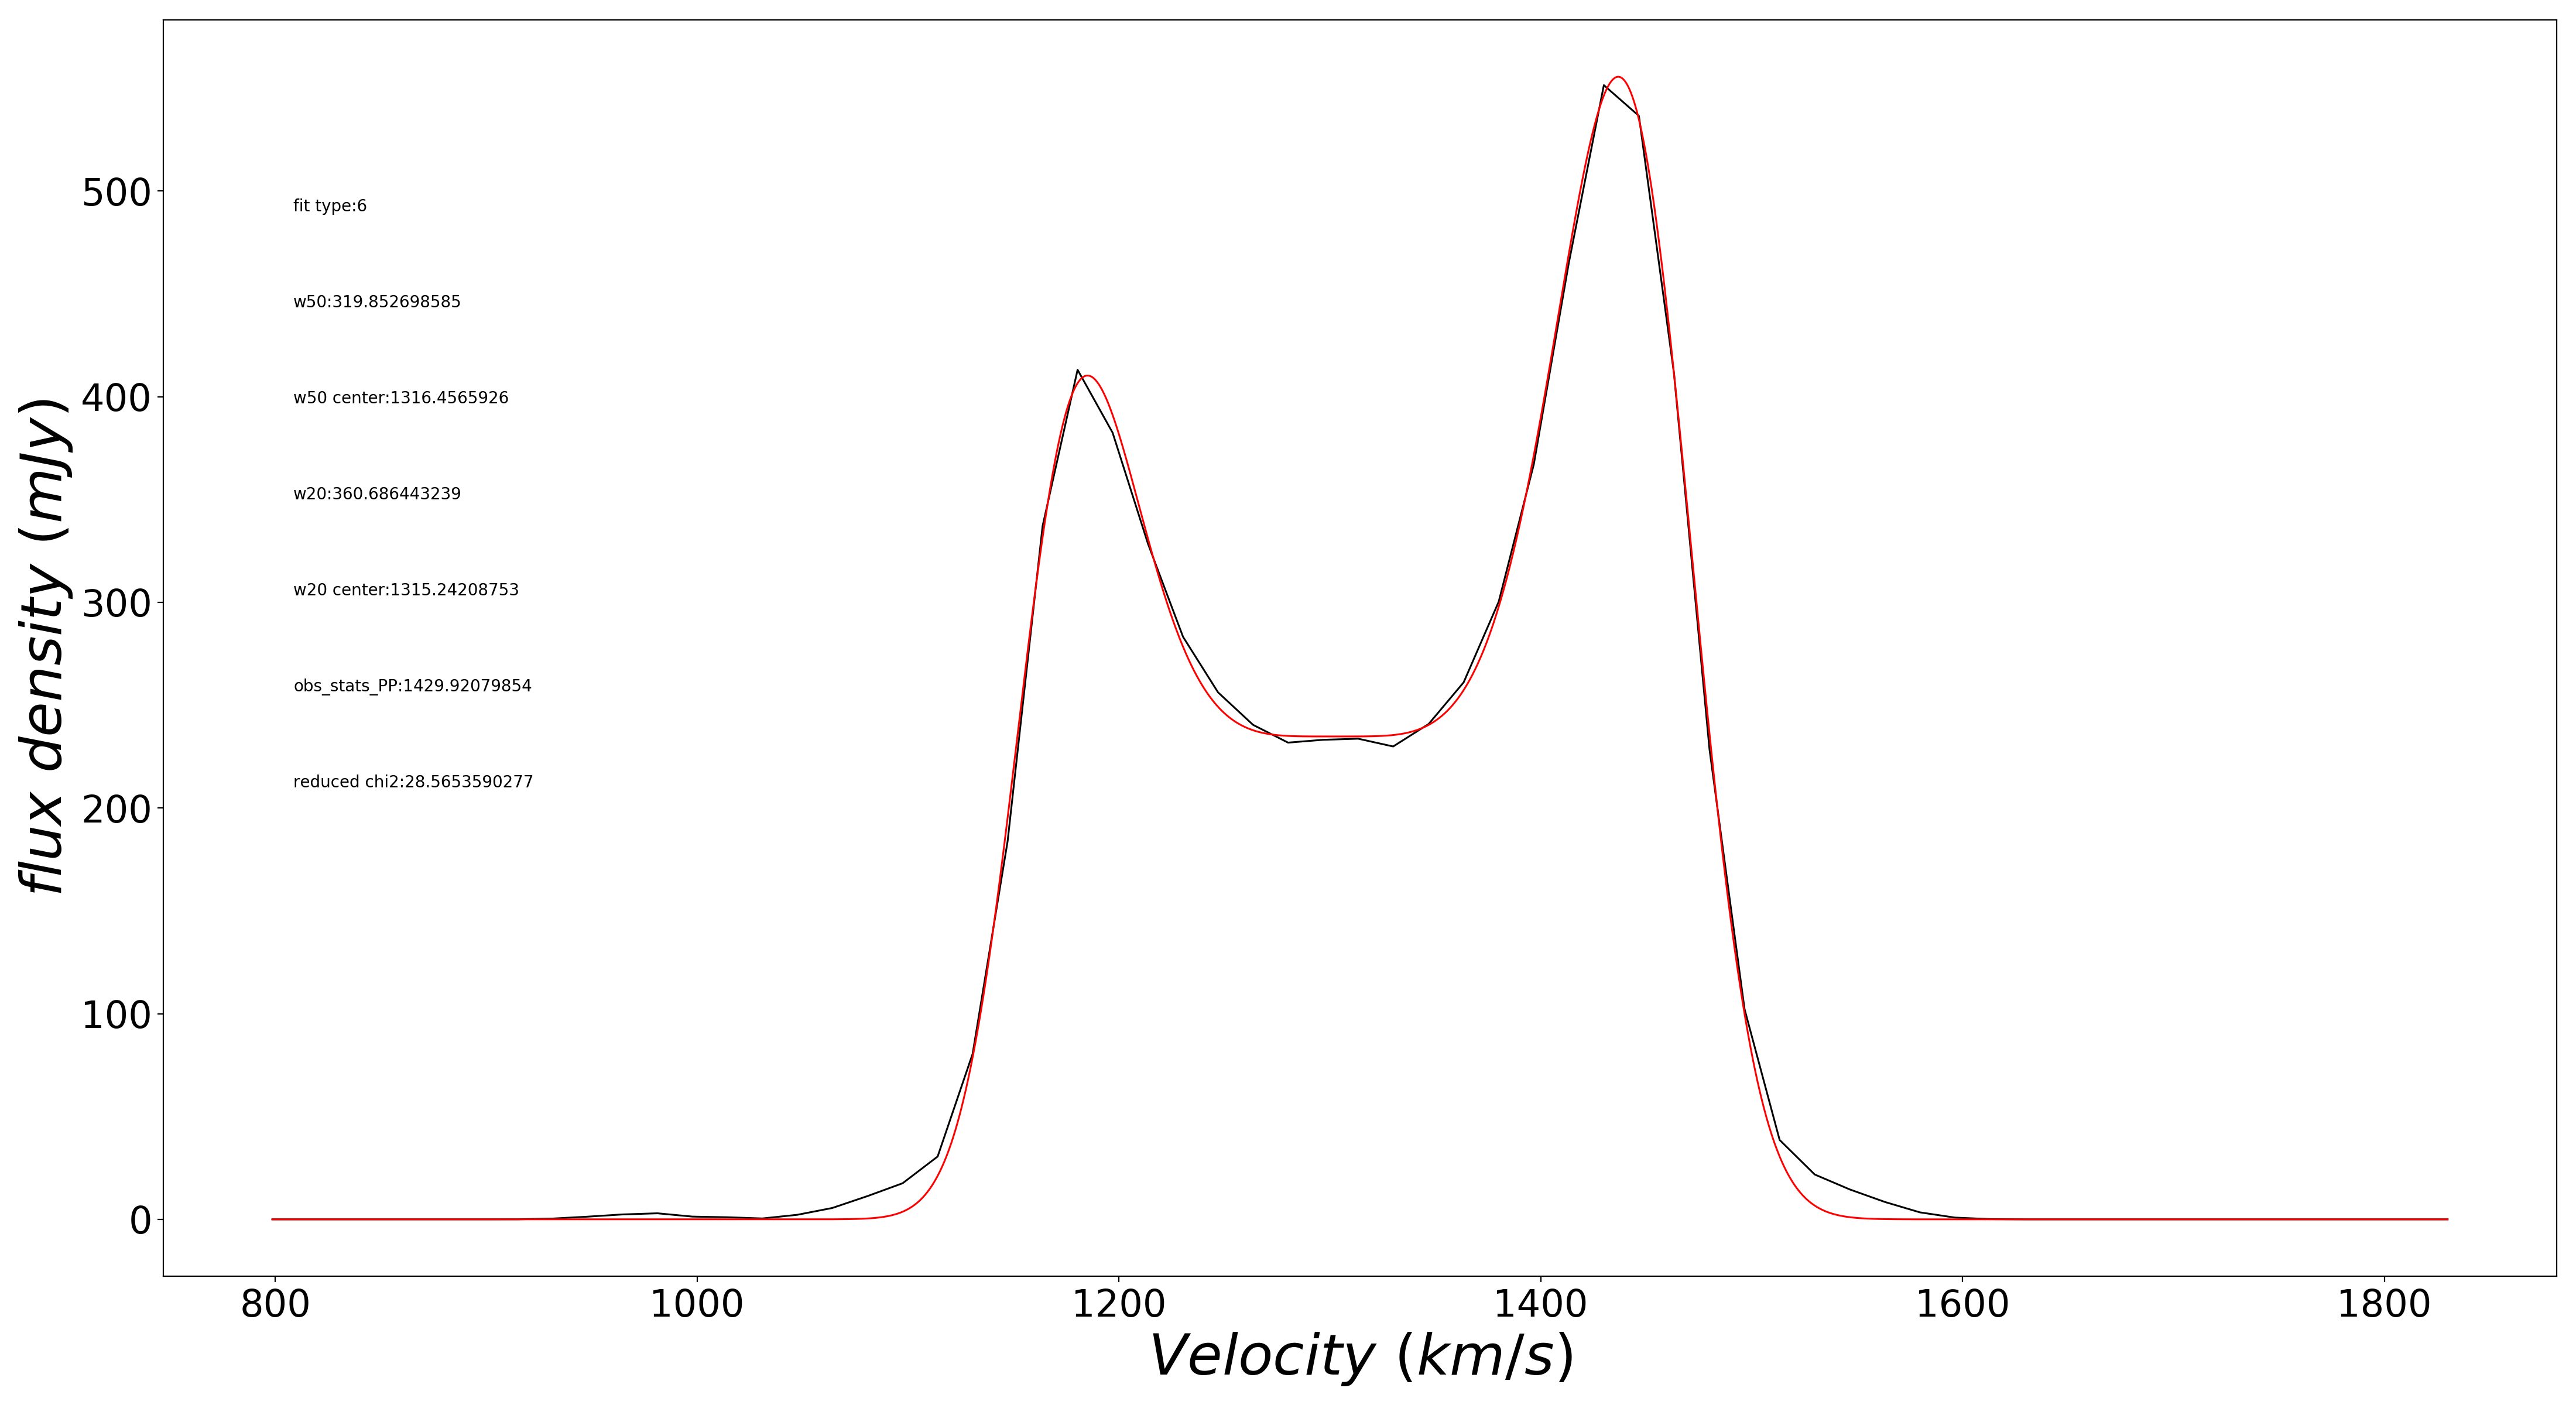 flux density (mJy)
500
400
300
200
100
0
fit type:6
w50:319.852698585
w50 center:1316.4565926
w20:360.686443239
w20 center:1315.24208753
obs_stats_PP:1429.92079854
reduced chi2:28.5653590277
800 1000 1200 1400 1600 1800
Velocity (km/s)